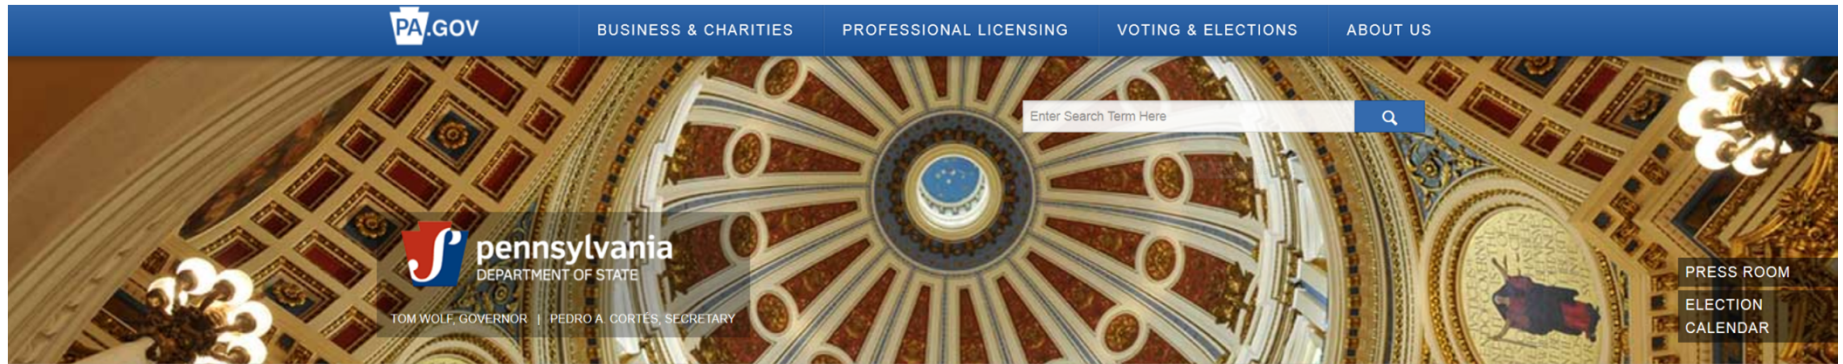 PA.GOV
BUSINESS & CHARITIES
PROFESSIONAL LICENSING
VOTING & ELECTIONS
ABOUT US
Enter Search Term Here
pennsylvania
DEPARTMENT OF STATE
TOM WOLF, GOVERNOR | PEDRO A. CORTÉS, SECRETARY
PRESS ROOM
ELECTION
CALENDAR